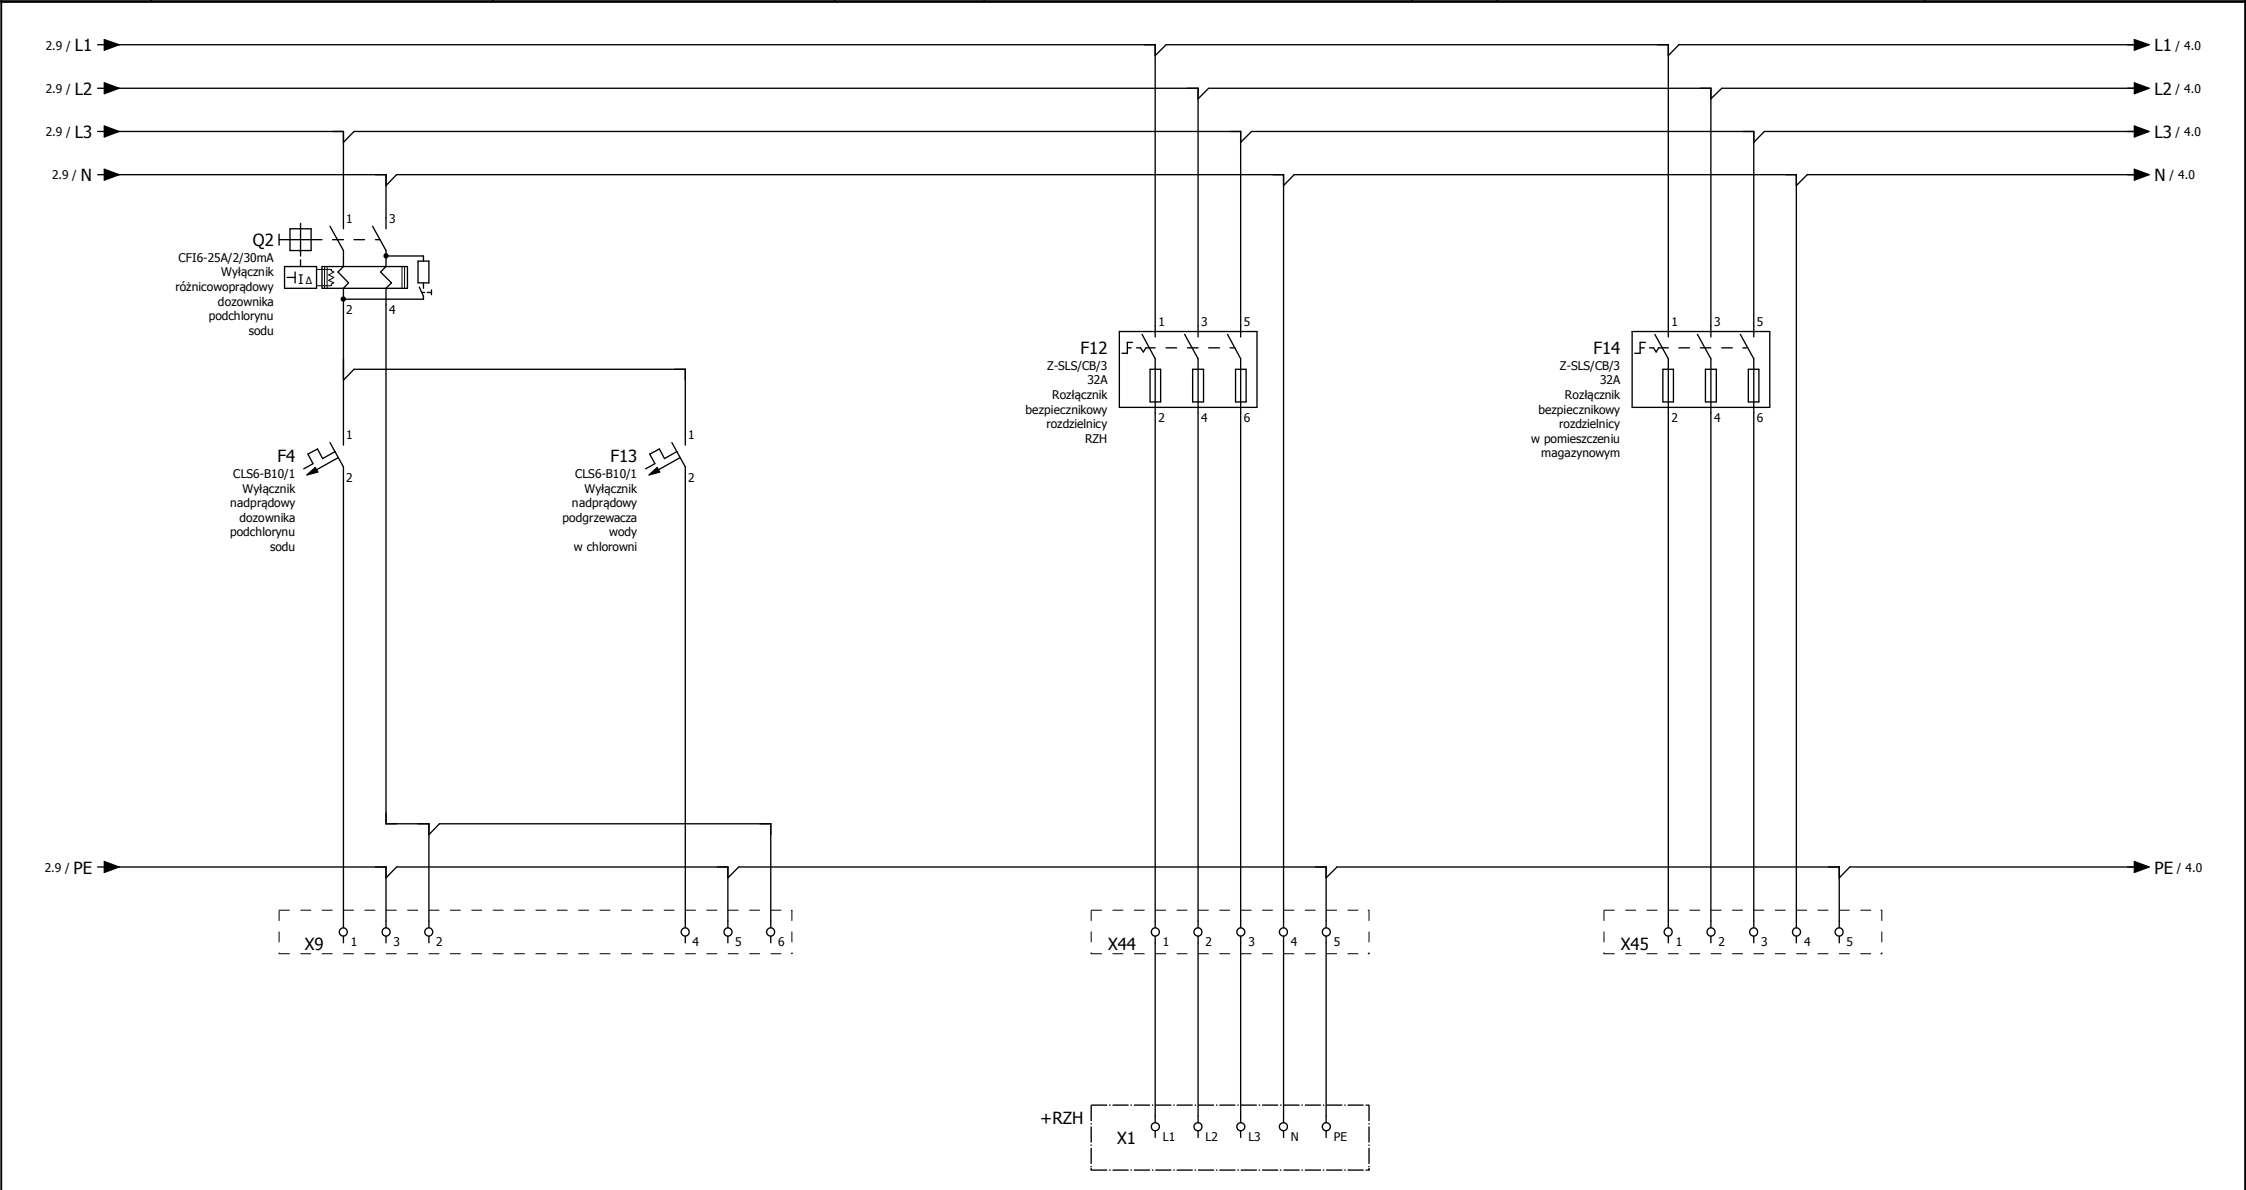 2.9 / L1
L1 / 4.0
2.9 / L2
L2 / 4.0
2.9 / L3
L3 / 4.0
2.9 / N
N / 4.0
1
3
Q2
CFI6-25A/2/30mA
Wyłącznik
różnicowoprądowy
dozownika
podchlorynu
sodu
I Δ
2
4
1
3
5
F12
Z-SLS/CB/3
32A
Rozłącznik
bezpiecznikowy
rozdzielnicy
RZH
2
4
6
1
3
5
F14
Z-SLS/CB/3
32A
Rozłącznik
bezpiecznikowy
rozdzielnicy
w pomieszczeniu
magazynowym
2
4
6
1
F4
CLS6-B10/1
Wyłącznik
nadprądowy
dozownika
podchlorynu
sodu
2
1
F13
CLS6-B10/1
Wyłącznik
nadprądowy
podgrzewacza
wody
w chlorowni
2
2.9 / PE
PE / 4.0
X9
1
3
2
4
5
6
X44
1
2
3
4
5
X45
1
2
3
4
5
+RZH
X1
L1
L2
L3
N
PE